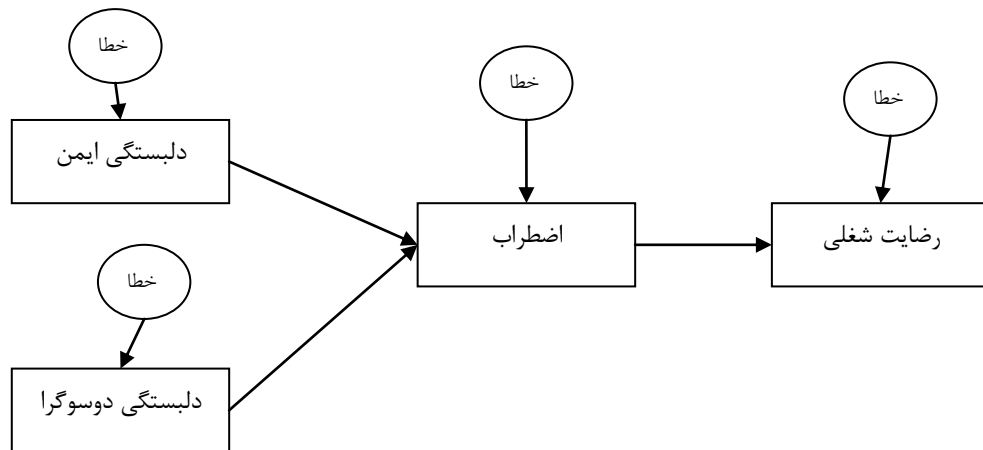 خطا
خطا
خطا
دلبستگی ایمن
اضطراب
رضایت شغلی
خطا
دلبستگی دوسوگرا